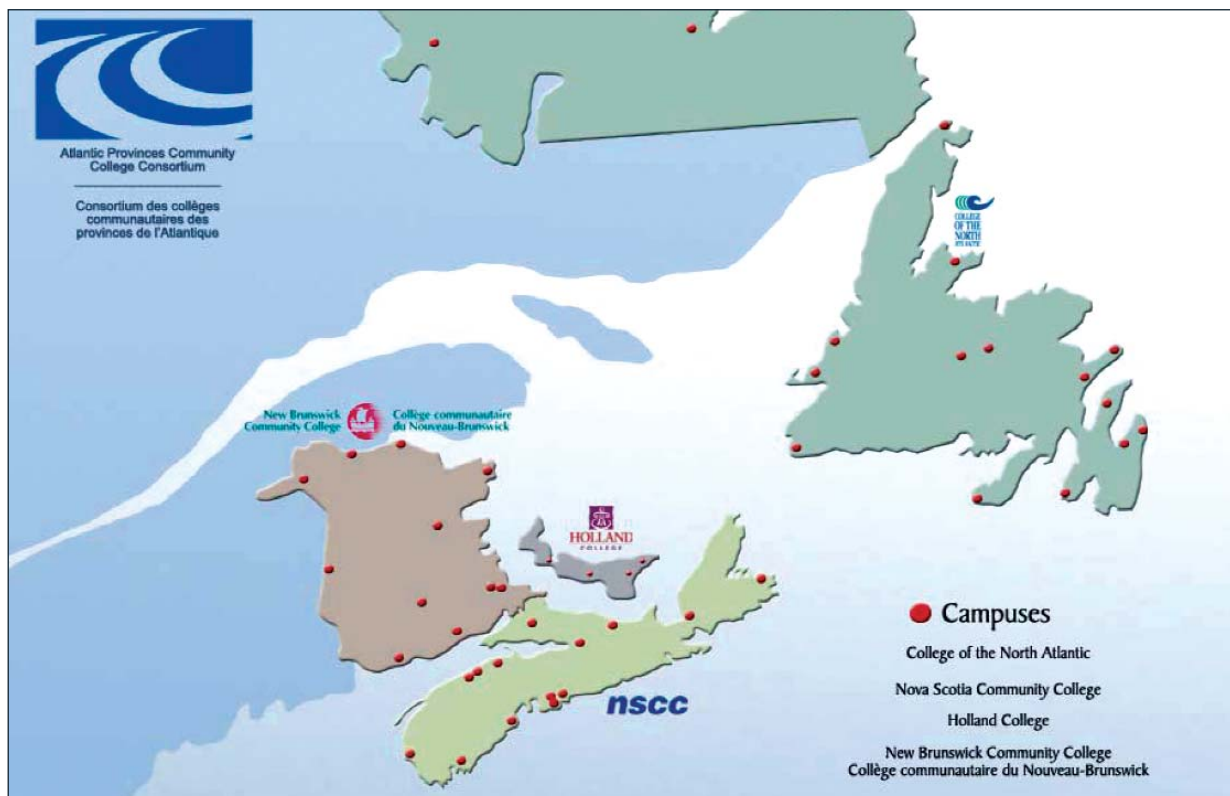 Atlantic Provinces Community
College Consortium
Consortium des collèges
communautaires des
provinces de l'Atlantique
COLLEGE
OF THE
NORTH
New Brunswick
Community College
Collège communautaire
du Nouveau-Brunswick
HOLLAND
COLLEGE
nscc
Campuses
College of the North Atlantic
Nova Scotia Community College
Holland College
New Brunswick Community College
Collège communautaire du Nouveau-Brunswick